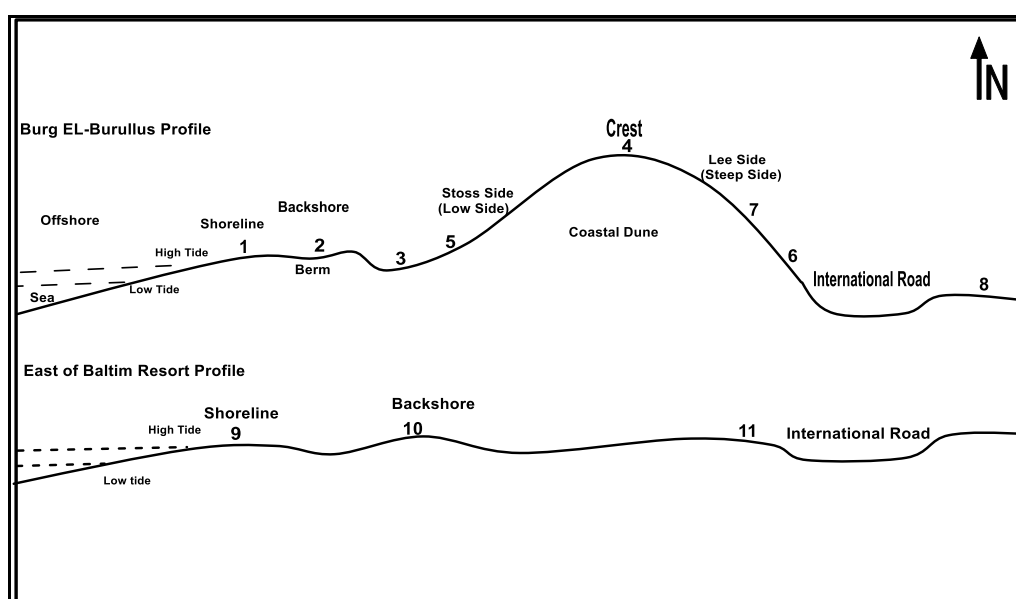 N
Burg EL-Burullus Profile
Crest
4
Lee Side
(Steep Side)
Stoss Side
(Low Side)
7
Backshore
Offshore
Shoreline
Coastal Dune
1
2
5
High Tide
3
6
Berm
International Road
8
Low Tide
Sea
East of Baltim Resort Profile
Backshore
Shoreline
High Tide
9
10
11
International Road
Low tide